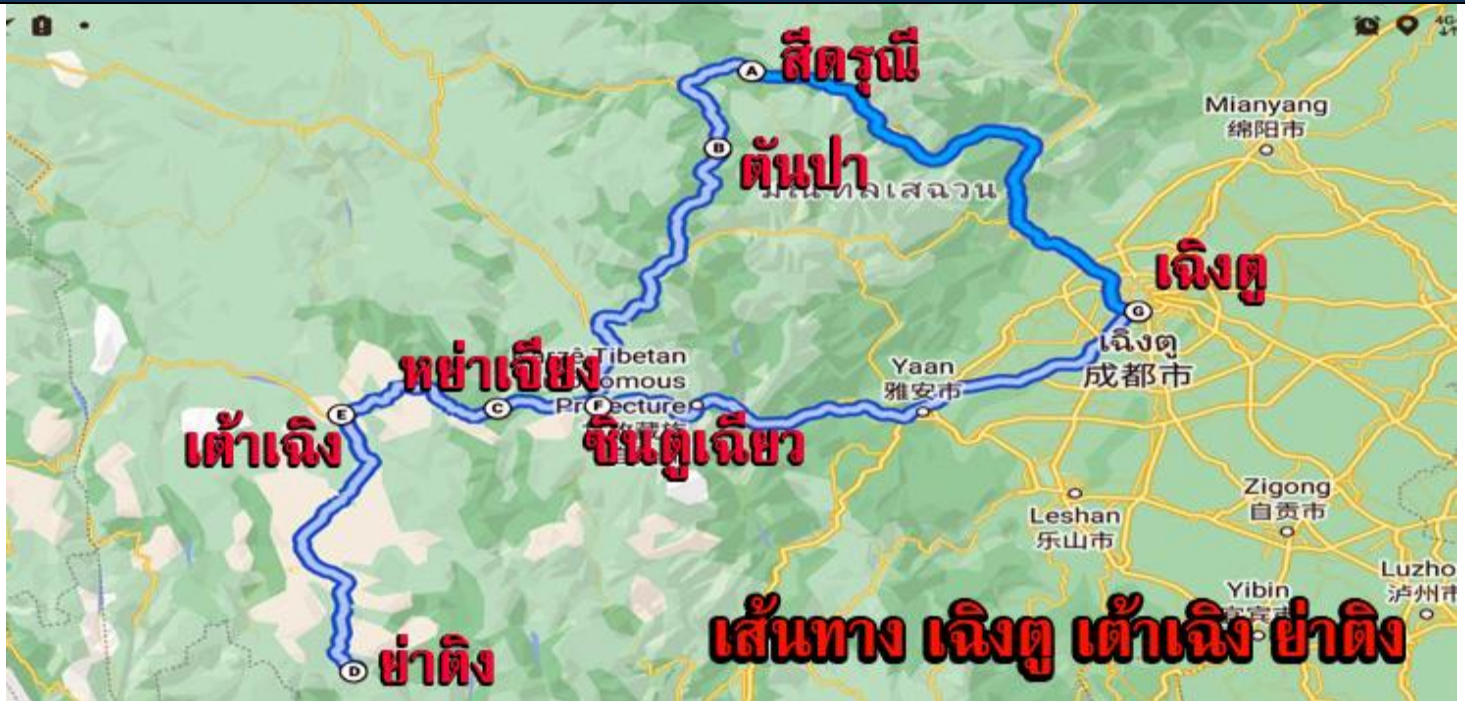 4G
สีดรุณี
Mianyang
绵阳市
A
B
ตันปา
มณฑลเสฉวน
เฉิงตู
G
เฉิงตู
成都市
หย่าเจียง
Tibetan
Yaan
雅安市
E
C
F
เต้าเฉิง
ซินตูเฉียว
Zigong
自贡市
Leshan
乐山市
Luzho
泸州市
Yibin
เส้นทาง เฉิงตู เต้าเฉิง ย่าติง
D
ย่าติง